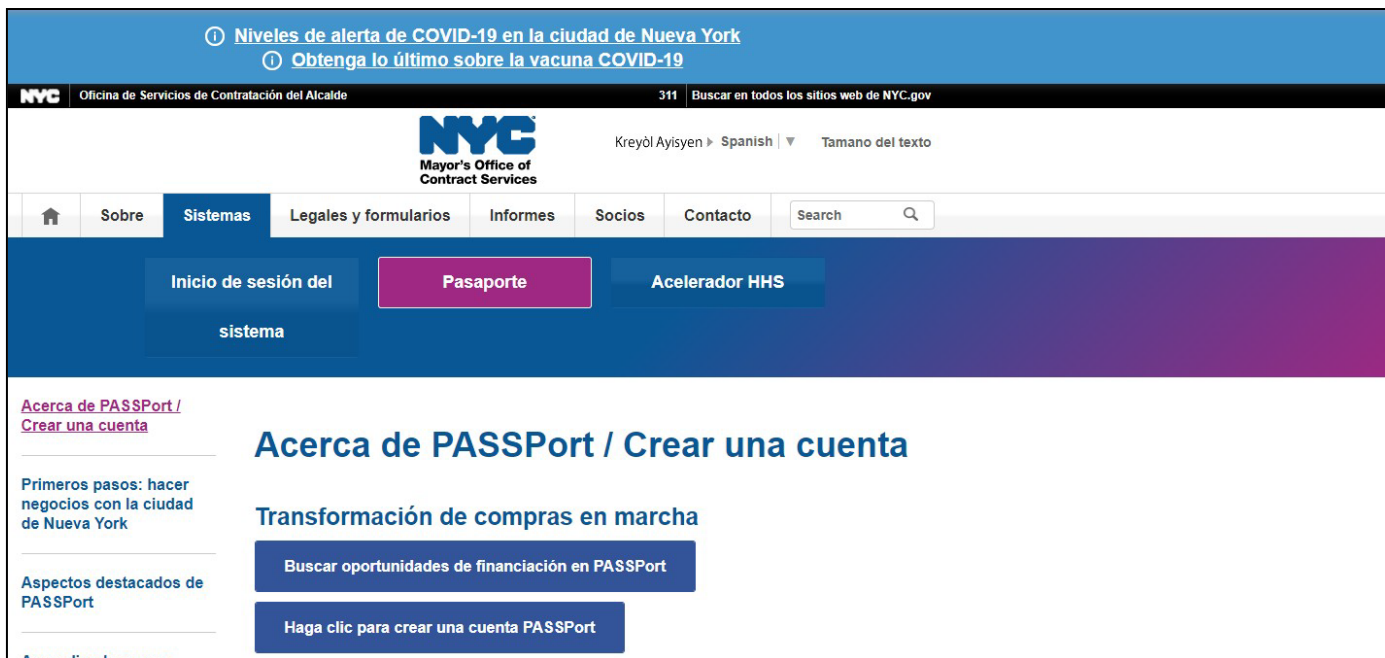 Niveles de alerta de COVID-19 en la ciudad de Nueva York
Obtenga lo último sobre la vacuna COVID-19
NYC Oficina de Servicios de Contratación del Alcalde 311 Buscar en todos los sitios web de NYC.gov
NYC
Mayor's Office of
Contract Services
Kreyòl Ayisyen Spanish Tamano del texto
Sobre Sistemas Legales y formularios Informes Socios Contacto Search
Inicio de sesión del
sistema
Pasaporte
Acelerador HHS
Acerca de PASSPort /
Crear una cuenta
Primeros pasos: hacer
negocios con la ciudad
de Nueva York
Aspectos destacados de
PASSPort
Acerca de PASSPort / Crear una cuenta
Transformación de compras en marcha
Buscar oportunidades de financiación en PASSPort
Haga clic para crear una cuenta PASSPort